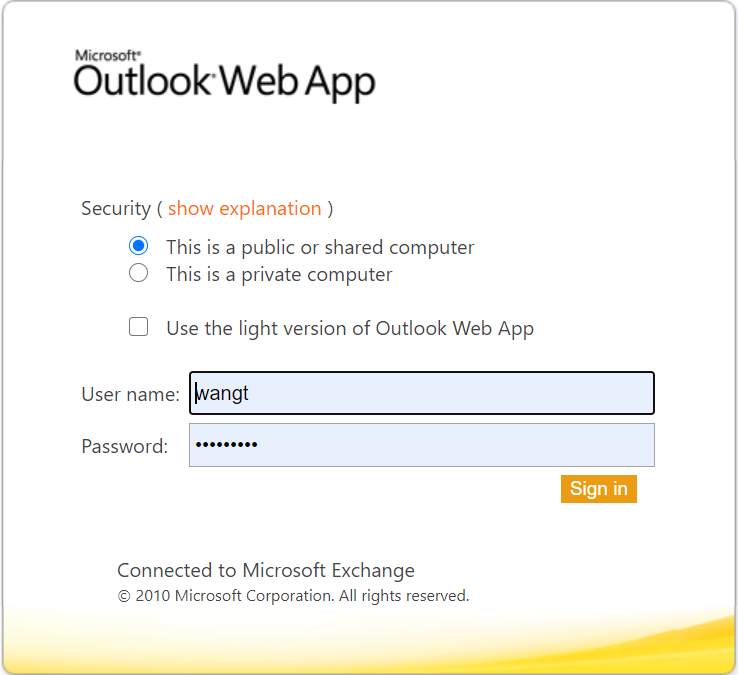 Microsoft®
Outlook® Web App
Security ( show explanation )
This is a public or shared computer
This is a private computer
Use the light version of Outlook Web App
User name: wangt
Password: •••••••••
Sign in
Connected to Microsoft Exchange
© 2010 Microsoft Corporation. All rights reserved.